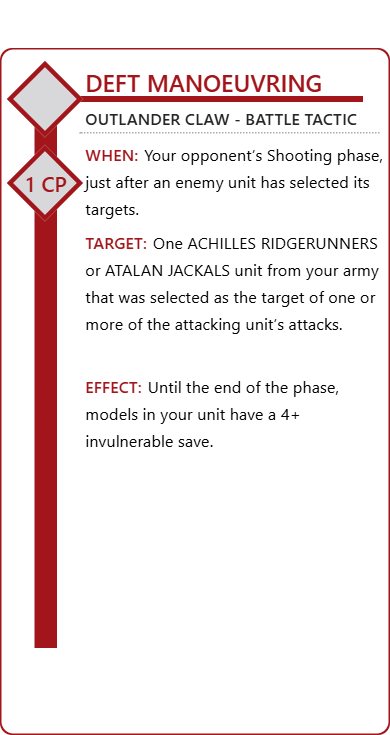 DEFT MANOEUVRING
OUTLANDER CLAW - BATTLE TACTIC
1 CP
WHEN: Your opponent's Shooting phase,
just after an enemy unit has selected its
targets.
TARGET: One ACHILLES RIDGERUNNERS
or ATALAN JACKALS unit from your army
that was selected as the target of one or
more of the attacking unit's attacks.
EFFECT: Until the end of the phase,
models in your unit have a 4+
invulnerable save.